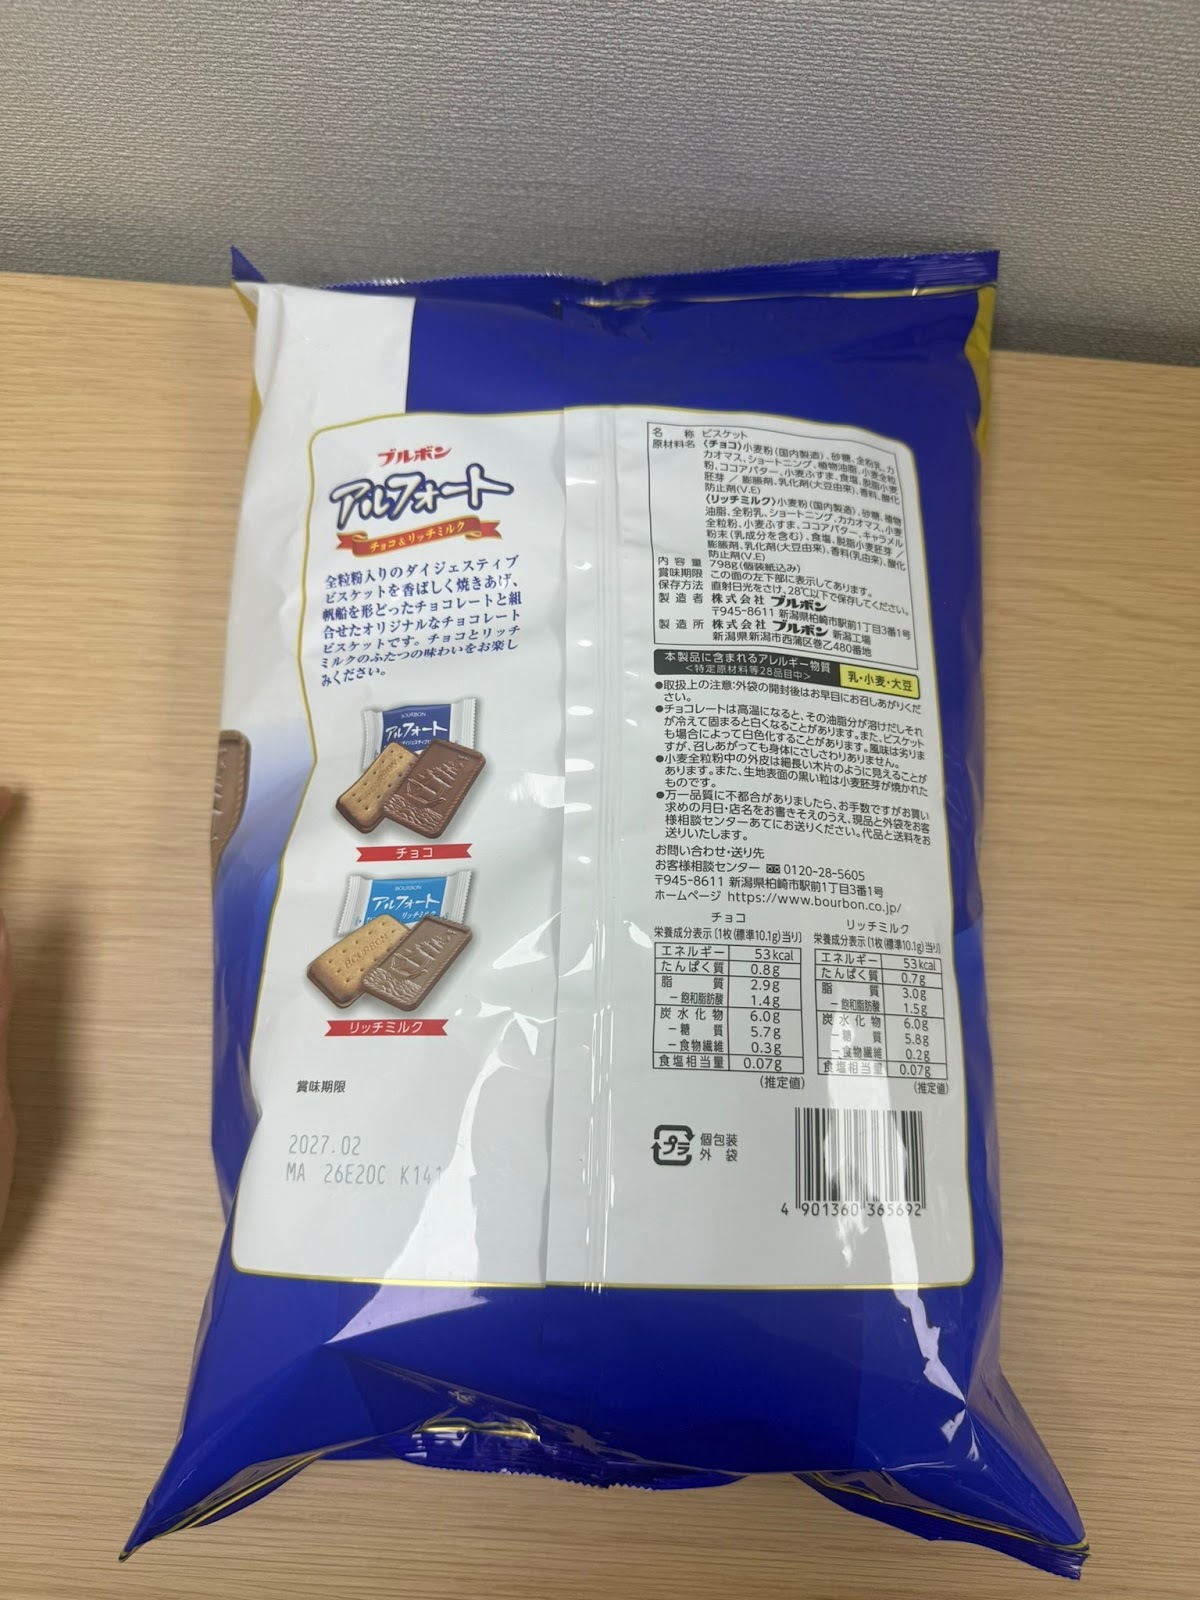 ブルボン
アルフォート
チョコ&リッチミルク
全粒粉入りのダイジェスティブ
ビスケットを香ばしく焼きあげ、
帆船を形どったチョコレートと組
合せたオリジナルなチョコレート
ビスケットです。チョコとリッチ
ミルクのふたつの味わいをお楽し
みください。
BOURBON
アルフォート
チョコ
BOURBON
アルフォート
リッチミルク
BOURBON
リッチミルク
賞味期限
2027.02
MA 26E20C K141
名称 ビスケット
原材料名 〈チョコ〉小麦粉(国内製造)、砂糖、全粉乳、カ
カオマス、ショートニング、植物油脂、小麦全粒
粉、ココアバター、小麦ふすま、食塩、脱脂小麦
胚芽 / 膨脹剤、乳化剤(大豆由来)、香料、酸化
防止剤(V.E)
〈リッチミルク〉小麦粉(国内製造)、砂糖、植物
油脂、全粉乳、ショートニング、カカオマス、小麦
全粒粉、小麦ふすま、ココアバター、キャラメル
粉末(乳成分を含む)、食塩、脱脂小麦胚芽 /
膨脹剤、乳化剤(大豆由来)、香料(乳由来)、酸化
防止剤(V.E)
内容量 798g(個装紙込み)
賞味期限 この面の左下部に表示してあります。
保存方法 直射日光をさけ、28℃以下で保存してください。
製造者 株式会社 ブルボン
〒945-8611 新潟県柏崎市駅前1丁目3番1号
製造所 株式会社 ブルボン 新潟工場
新潟県新潟市西蒲区巻乙480番地
本製品に含まれるアレルギー物質
<特定原材料等28品目中>
乳・小麦・大豆
●取扱上の注意:外袋の開封後はお早目にお召しあがりくだ
さい。
●チョコレートは高温になると、その油脂分が溶けだしそれ
が冷えて固まると白くなることがあります。また、ビスケット
も場合によって白色化することがあります。風味は劣りま
すが、召しあがっても身体にさしさわりありません。
●小麦全粒粉中の外皮は細長い木片のように見えることが
あります。また、生地表面の黒い粒は小麦胚芽が焼かれた
ものです。
●万一品質に不都合がありましたら、お手数ですがお買い
求めの月日・店名をお書きそえのうえ、現品と外袋をお客
様相談センターあてにお送りください。代品と送料をお
送りいたします。
お問い合わせ・送り先
お客様相談センター 0120-28-5605
〒945-8611 新潟県柏崎市駅前1丁目3番1号
ホームページ https://www.bourbon.co.jp/
チョコ
栄養成分表示〔1枚(標準10.1g)当り〕
エネルギー 53kcal
たんぱく質 0.8g
脂質 2.9g
-飽和脂肪酸 1.4g
炭水化物 6.0g
-糖質 5.7g
-食物繊維 0.3g
食塩相当量 0.07g
(推定値)
リッチミルク
栄養成分表示〔1枚(標準10.1g)当り〕
エネルギー 53kcal
たんぱく質 0.7g
脂質 3.0g
-飽和脂肪酸 1.5g
炭水化物 6.0g
-糖質 5.8g
-食物繊維 0.2g
食塩相当量 0.07g
(推定値)
プラ
個包装
外袋
4 901360 365692